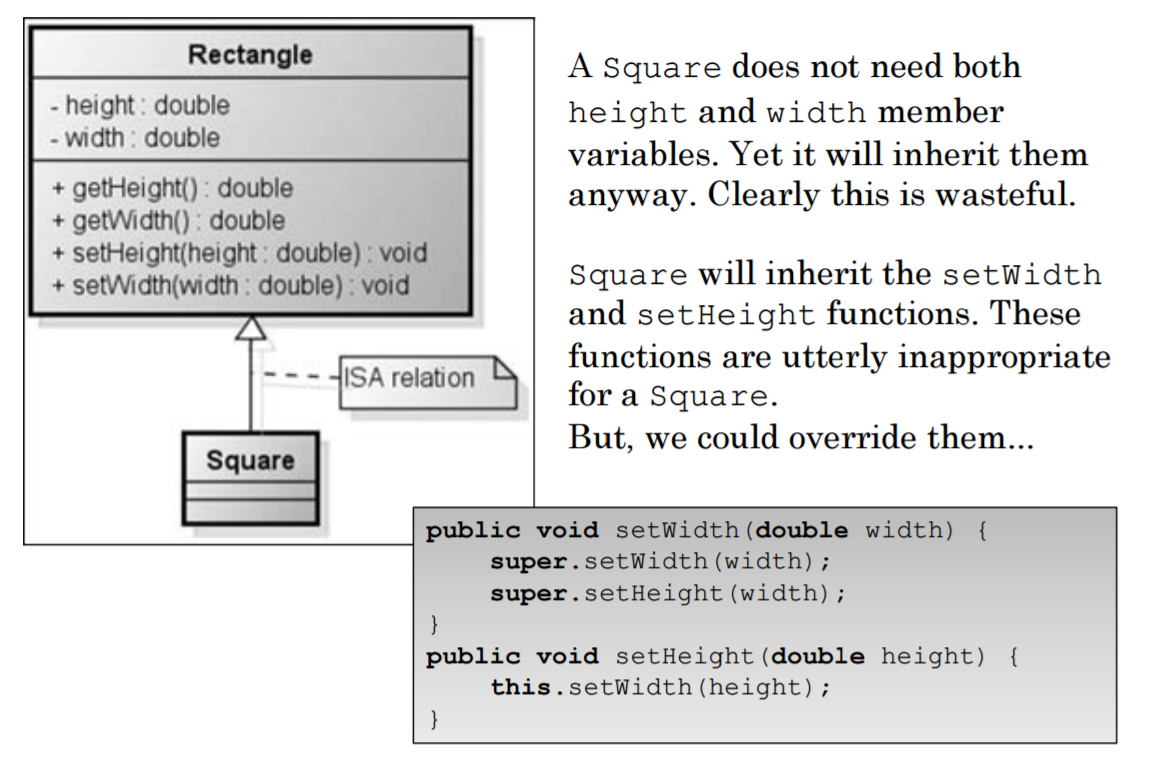 Rectangle
- height : double
- width : double
+ getHeight() : double
+ getWidth() : double
+ setHeight(height : double) : void
+ setWidth(width : double) : void
ISA relation
Square
A Square does not need both
height and width member
variables. Yet it will inherit them
anyway. Clearly this is wasteful.
Square will inherit the setWidth
and setHeight functions. These
functions are utterly inappropriate
for a Square.
But, we could override them...
public void setWidth(double width) {
    super.setWidth(width);
    super.setHeight(width);
}
public void setHeight(double height) {
    this.setWidth(height);
}